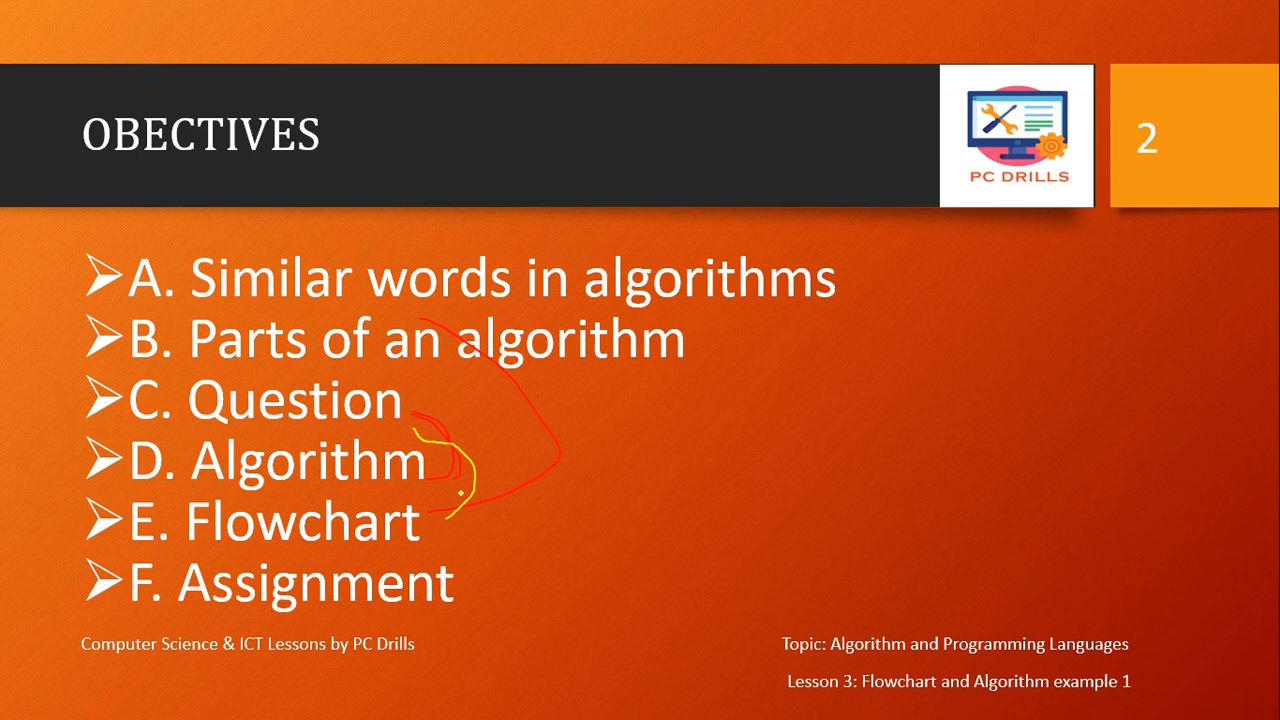 OBECTIVES
PC DRILLS
2
A. Similar words in algorithms
B. Parts of an algorithm
C. Question
D. Algorithm
E. Flowchart
F. Assignment
Computer Science & ICT Lessons by PC Drills
Topic: Algorithm and Programming Languages
Lesson 3: Flowchart and Algorithm example 1